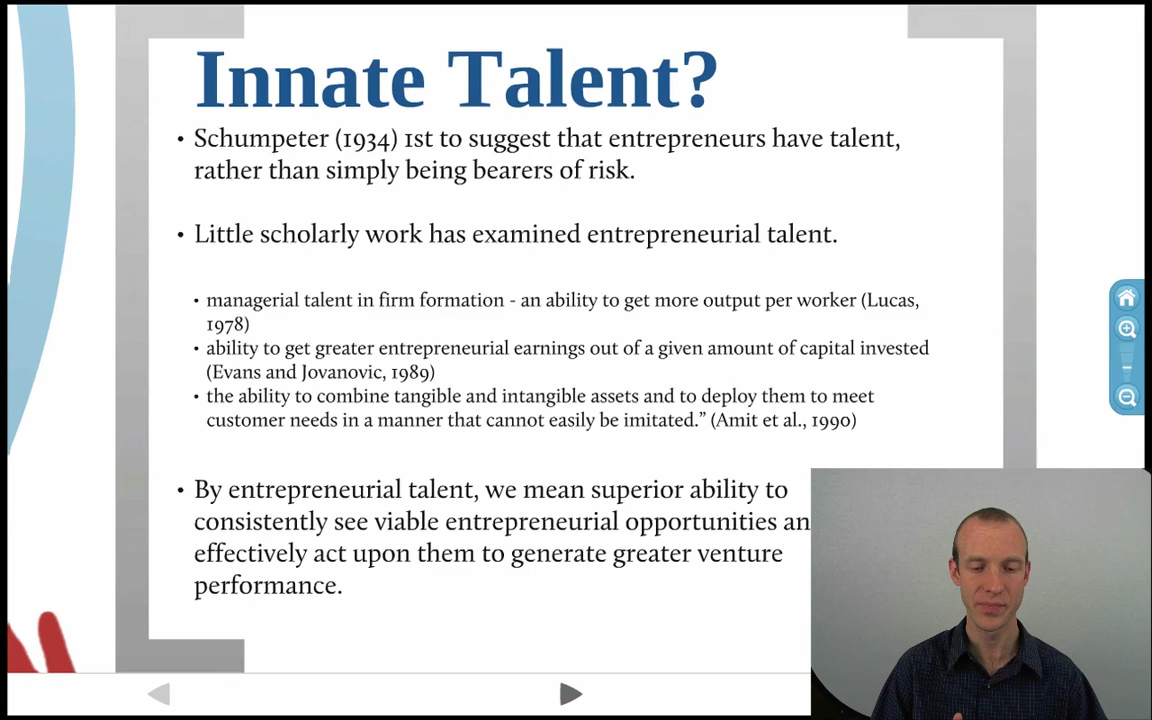 Innate Talent?
• Schumpeter (1934) 1st to suggest that entrepreneurs have talent,
rather than simply being bearers of risk.
• Little scholarly work has examined entrepreneurial talent.
• managerial talent in firm formation - an ability to get more output per worker (Lucas,
1978)
• ability to get greater entrepreneurial earnings out of a given amount of capital invested
(Evans and Jovanovic, 1989)
• the ability to combine tangible and intangible assets and to deploy them to meet
customer needs in a manner that cannot easily be imitated.” (Amit et al., 1990)
• By entrepreneurial talent, we mean superior ability to
consistently see viable entrepreneurial opportunities an
effectively act upon them to generate greater venture
performance.